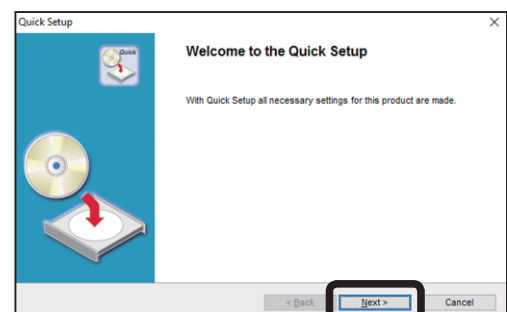 Quick Setup
Quick
Welcome to the Quick Setup
With Quick Setup all necessary settings for this product are made.
< Back
Next >
Cancel